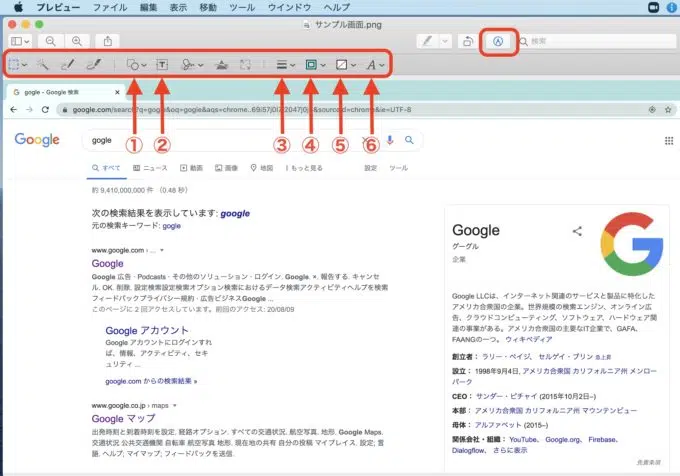 プレビュー ファイル 編集 表示 移動 ツール ウインドウ ヘルプ
サンプル画面.png
検索
gogle - Google 検索
① ② ③ ④ ⑤ ⑥
Google
gogle
すべて ニュース 動画 画像 地図 もっと見る 設定 ツール
約 9,410,000,000 件 (0.48 秒)
次の検索結果を表示しています: google
元の検索キーワード: gogle
www.google.com › ...
Google
Google 広告 · Podcasts · その他のソリューション · ログイン. Google. ×. 報告する. キャンセ
ル. OK. 削除. 設定検索設定検索オプション検索におけるデータ検索アクティビティヘルプを検索
フィードバックプライバシー規約 · 広告ビジネスGoogle ...
このページに 2 回アクセスしています。前回のアクセス: 20/08/09
Google アカウント
Google アカウントにログインすれ
ば、情報、アクティビティ、セキ
ュリティ ...
google.com からの検索結果 »
www.google.co.jp › maps
Google マップ
出発時刻と到着時刻を設定, 経路オプション. すべての交通状況. 航空写真. 地形. Google Maps.
交通状況 公共交通機関 自転車 航空写真 地形. 現在地の共有 自分の投稿 マイプレイス. 設定; 言
語. ヘルプ; マイマップ; フィードバックを送信.
Google
グーグル
企業
Google LLCは、インターネット関連のサービスと製品に特化した
アメリカ合衆国の企業。世界規模の検索エンジン、オンライン広
告、クラウドコンピューティング、ソフトウェア、ハードウェア関
連の事業がある。アメリカ合衆国の主要なIT企業で、GAFA、
FAANGの一つ。 ウィキペディア
創立者： ラリー・ペイジ、 セルゲイ・ブリン 急上昇
設立： 1998年9月4日, アメリカ合衆国 カリフォルニア州 メンロー
パーク
CEO： サンダー・ピチャイ (2015年10月2日–)
本部： アメリカ合衆国 カリフォルニア州 マウンテンビュー
母体： アルファベット (2015–)
関係会社・組織： YouTube、 Google.org、 Firebase、
Dialogflow、 さらに表示